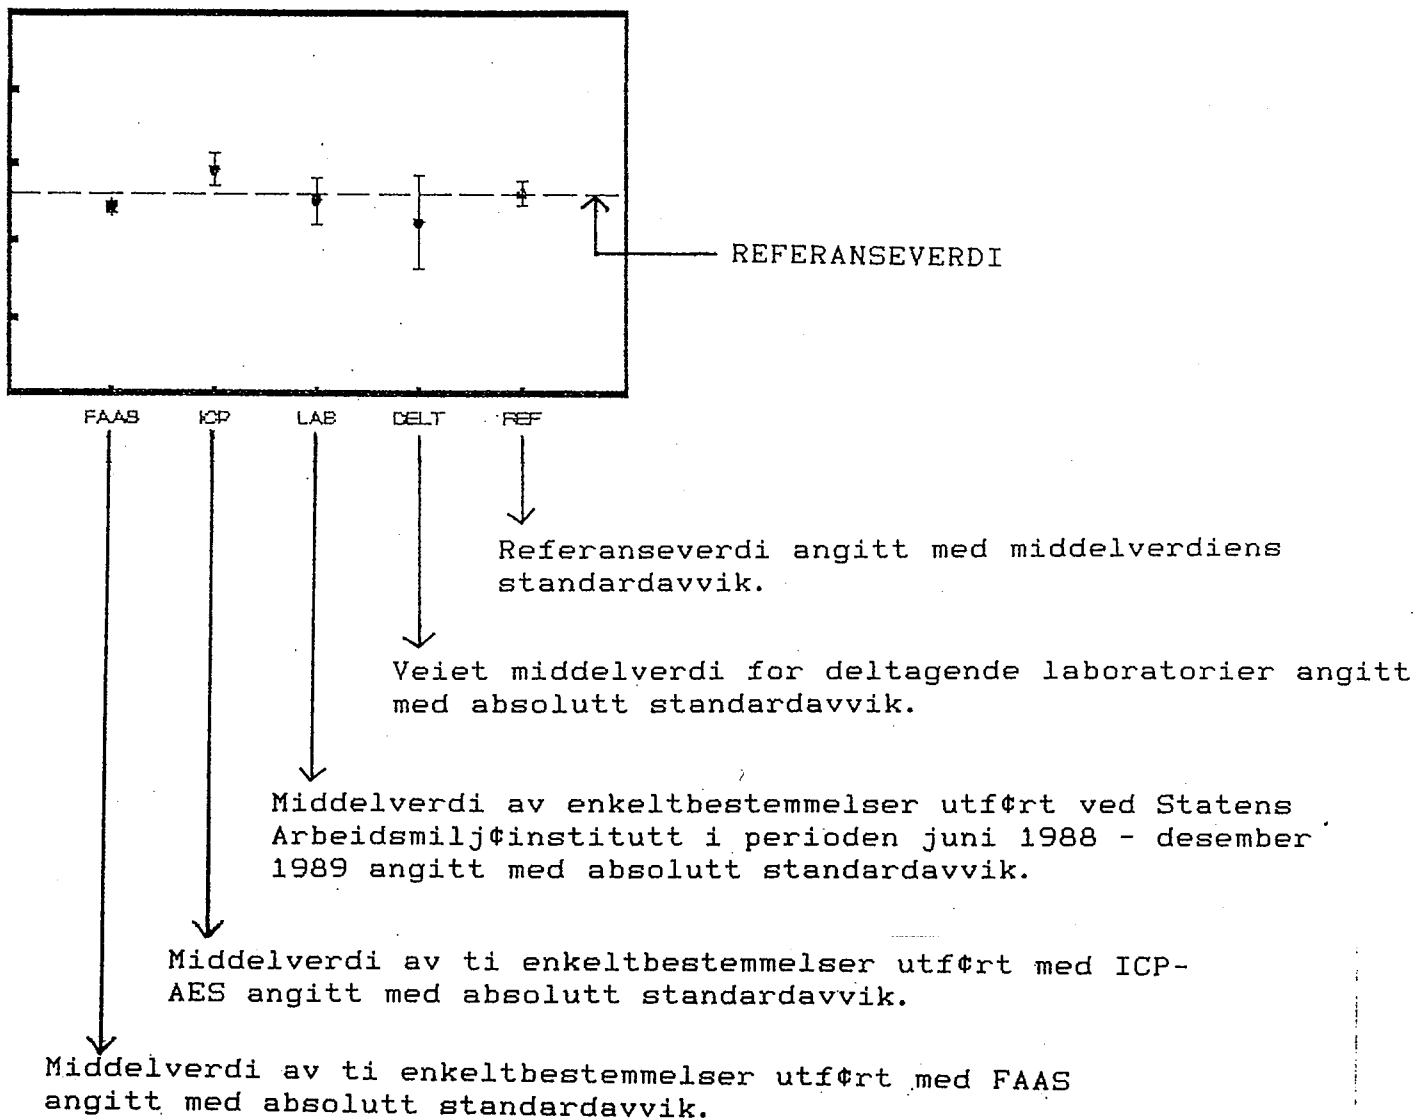 REFERANSEVERDI
FAAS ICP LAB DELT REF
Referanseverdi angitt med middelverdiens
standardavvik.
Veiet middelverdi for deltagende laboratorier angitt
med absolutt standardavvik.
Middelverdi av enkeltbestemmelser utf¢rt ved Statens
Arbeidsmilj¢institutt i perioden juni 1988 - desember
1989 angitt med absolutt standardavvik.
Middelverdi av ti enkeltbestemmelser utf¢rt med ICP-
AES angitt med absolutt standardavvik.
Middelverdi av ti enkeltbestemmelser utf¢rt med FAAS
angitt med absolutt standardavvik.